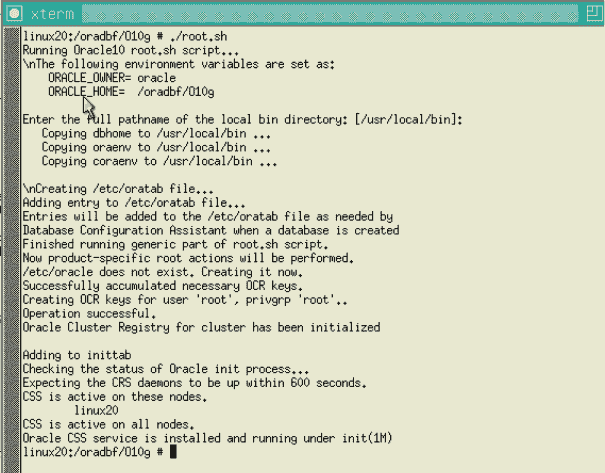 xterm
linux20:/oradbf/O10g # ./root.sh
Running Oracle10 root.sh script...
\nThe following environment variables are set as:
ORACLE_OWNER= oracle
ORACLE_HOME= /oradbf/O10g
Enter the full pathname of the local bin directory: [/usr/local/bin]:
Copying dbhome to /usr/local/bin ...
Copying oraenv to /usr/local/bin ...
Copying coraenv to /usr/local/bin ...
\nCreating /etc/oratab file...
Adding entry to /etc/oratab file...
Entries will be added to the /etc/oratab file as needed by
Database Configuration Assistant when a database is created
Finished running generic part of root.sh script.
Now product-specific root actions will be performed.
/etc/oracle does not exist. Creating it now.
Successfully accumulated necessary OCR keys.
Creating OCR keys for user 'root', privgrp 'root'..
Operation successful.
Oracle Cluster Registry for cluster has been initialized
Adding to inittab
Checking the status of Oracle init process...
Expecting the CRS daemons to be up within 600 seconds.
CSS is active on these nodes.
linux20
CSS is active on all nodes.
Oracle CSS service is installed and running under init(1M)
linux20:/oradbf/O10g #